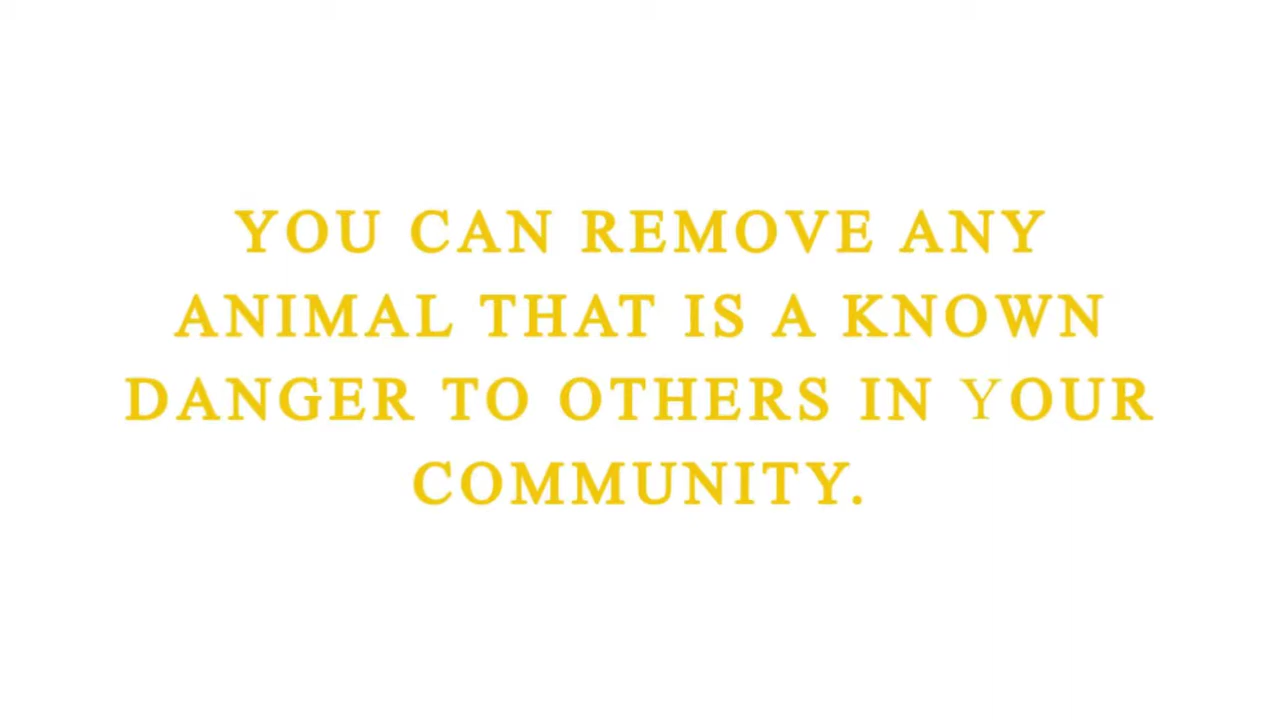 YOU CAN REMOVE ANY
ANIMAL THAT IS A KNOWN
DANGER TO OTHERS IN YOUR
COMMUNITY.